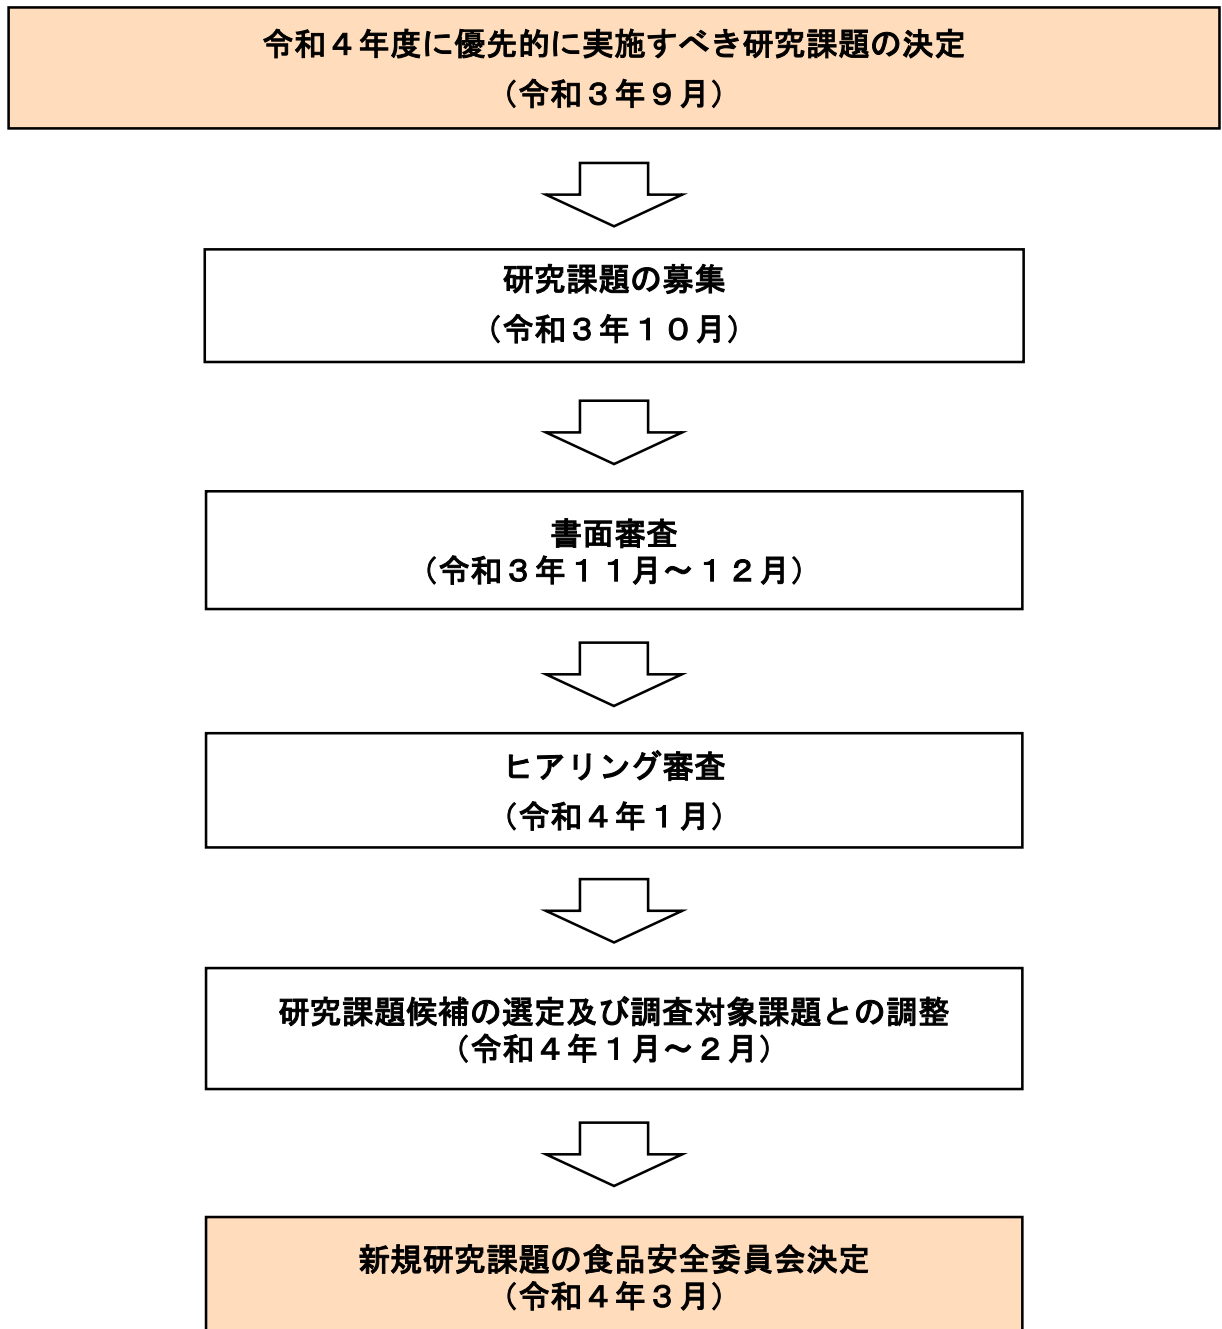 令和４年度に優先的に実施すべき研究課題の決定
（令和３年９月）
研究課題の募集
（令和３年１０月）
書面審査
（令和３年１１月～１２月）
ヒアリング審査
（令和４年１月）
研究課題候補の選定及び調査対象課題との調整
（令和４年１月～２月）
新規研究課題の食品安全委員会決定
（令和４年３月）